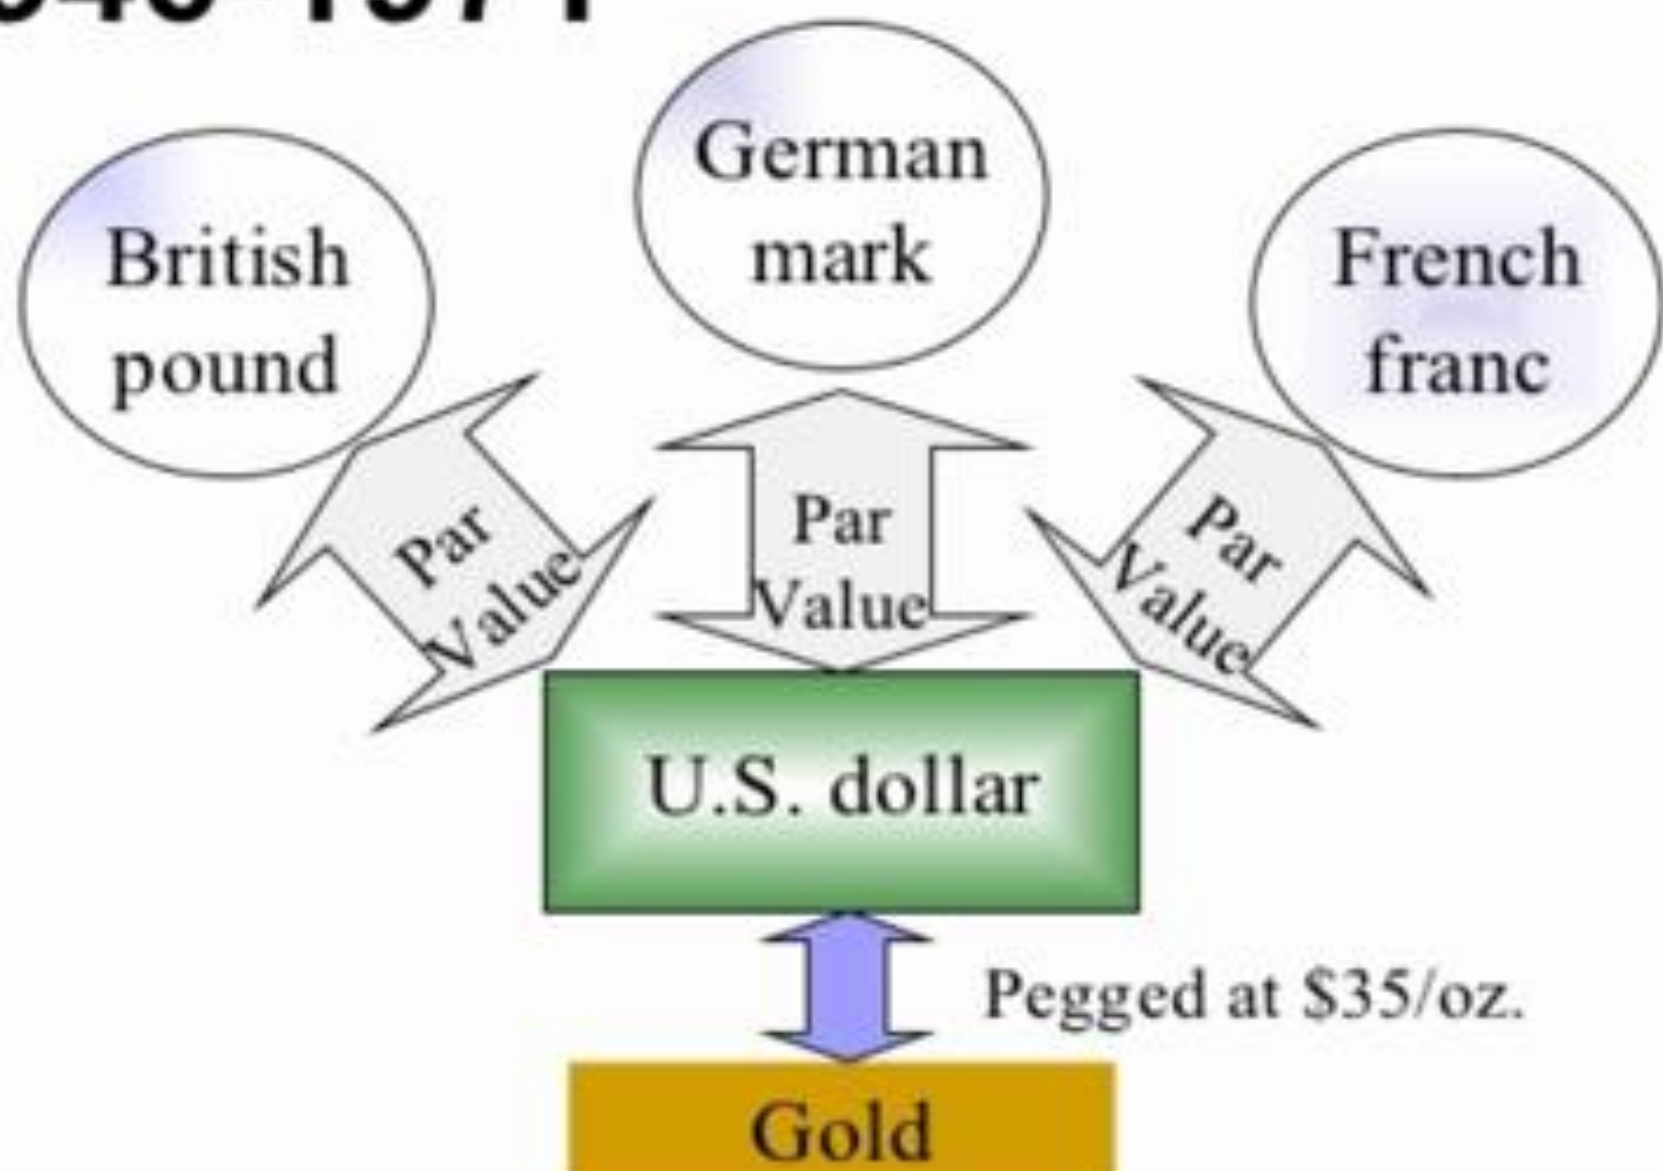 British
pound
German
mark
French
franc
Par
Value
Par
Value
Par
Value
U.S. dollar
Pegged at $35/oz.
Gold